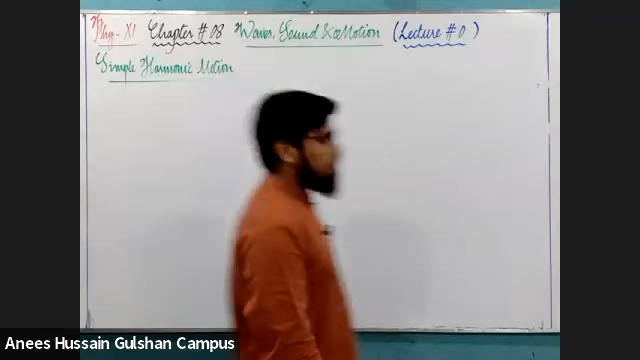 Phy-XI Chapter # 08 Waves, Sound & Motion (Lecture # 0 )
Simple Harmonic Motion
Anees Hussain Gulshan Campus